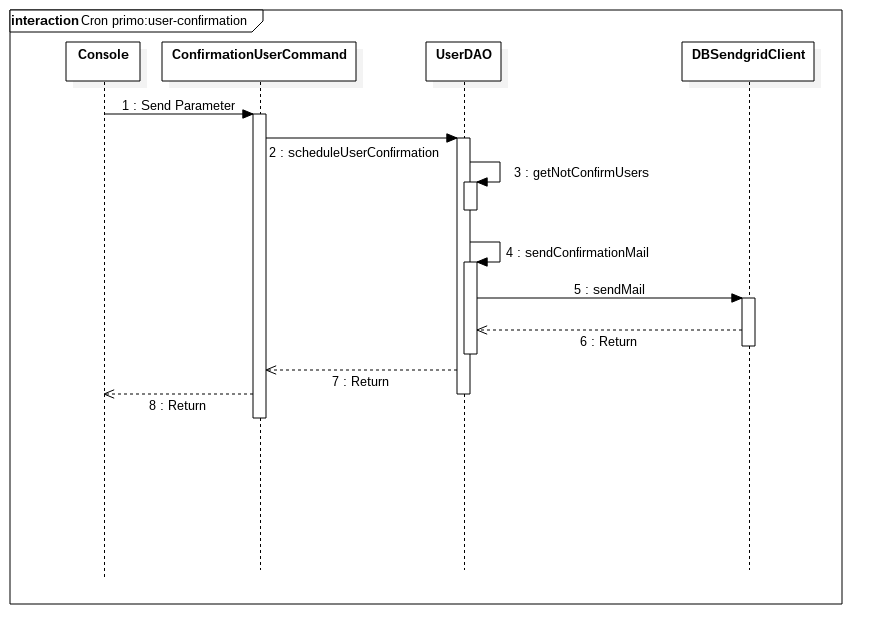 interaction Cron primo:user-confirmation
Console
ConfirmationUserCommand
UserDAO
DBSendgridClient
1 : Send Parameter
2 : scheduleUserConfirmation
3 : getNotConfirmUsers
4 : sendConfirmationMail
5 : sendMail
6 : Return
7 : Return
8 : Return